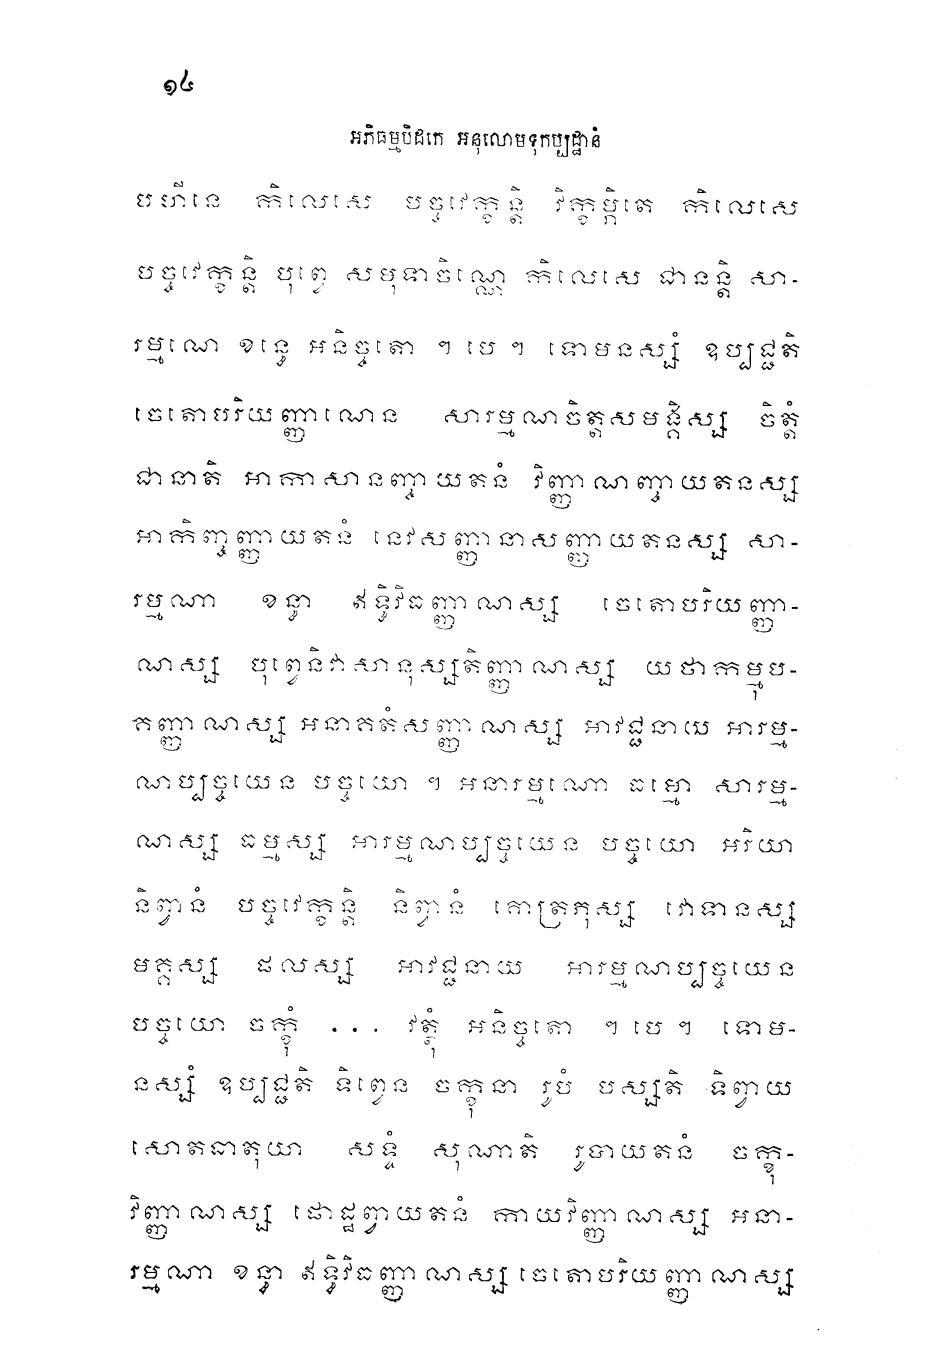 ១៤
អភិធម្មបិដកេ អនុលោមទុកប្បដ្ឋានំ
បហីនេ កិលេសេ បច្ចវេក្ខន្តិ វិក្ខម្ភិតេ កិលេសេ
បច្ចវេក្ខន្តិ បុព្វេ សមុទាចិណ្ណេ កិលេសេ ជានន្តិ សា-
រម្មណេ ខន្ធេ អនិច្ចតោ ។ បេ ។ ទោមនស្សំ ឧប្បជ្ជតិ
ចេតោបរិយញ្ញាណេន សារម្មណចិត្តសមង្គិស្ស ចិត្តំ
ជានាតិ អាកាសានញ្ចាយតនំ វិញ្ញាណញ្ចាយតនស្ស
អាកិញ្ចញ្ញាយតនំ នេវសញ្ញានាសញ្ញាយតនស្ស សា-
រម្មណា ខន្ធា ឥទ្ធិវិធញ្ញាណស្ស ចេតោបរិយញ្ញា-
ណស្ស បុព្វេនិវាសានុស្សតិញ្ញាណស្ស យថាកម្មុប-
គញ្ញាណស្ស អនាគតំសញ្ញាណស្ស អាវជ្ជនាយ អារម្ម-
ណប្បច្ចយេន បច្ចយោ ។ អនារម្មណោ ធម្មោ សារម្ម-
ណស្ស ធម្មស្ស អារម្មណប្បច្ចយេន បច្ចយោ អរិយា
និព្វានំ បច្ចវេក្ខន្តិ និព្វានំ គោត្រភុស្ស វោទានស្ស
មគ្គស្ស ផលស្ស អាវជ្ជនាយ អារម្មណប្បច្ចយេន
បច្ចយោ ចក្ខុំ ... វត្ថុំ អនិច្ចតោ ។ បេ ។ ទោម-
នស្សំ ឧប្បជ្ជតិ ទិព្វេន ចក្ខុនា រូបំ បស្សតិ ទិព្វាយ
សោតធាតុយា សទ្ទំ សុណាតិ រូបាយតនំ ចក្ខុ-
វិញ្ញាណស្ស ផោដ្ឋព្វាយតនំ កាយវិញ្ញាណស្ស អនា-
រម្មណា ខន្ធា ឥទ្ធិវិធញ្ញាណស្ស ចេតោបរិយញ្ញាណស្ស